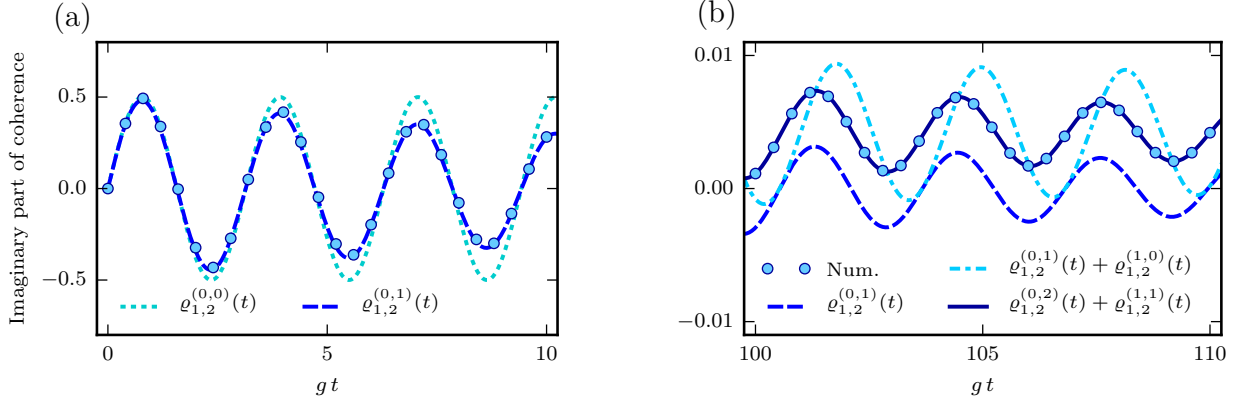 (a)
Imaginary part of coherence
0.5
0.0
−0.5
0
5
10
g t
ϱ_{1,2}^{(0,0)}(t)
ϱ_{1,2}^{(0,1)}(t)
(b)
0.01
0.00
−0.01
100
105
110
g t
Num.
ϱ_{1,2}^{(0,1)}(t)
ϱ_{1,2}^{(0,1)}(t) + ϱ_{1,2}^{(1,0)}(t)
ϱ_{1,2}^{(0,2)}(t) + ϱ_{1,2}^{(1,1)}(t)